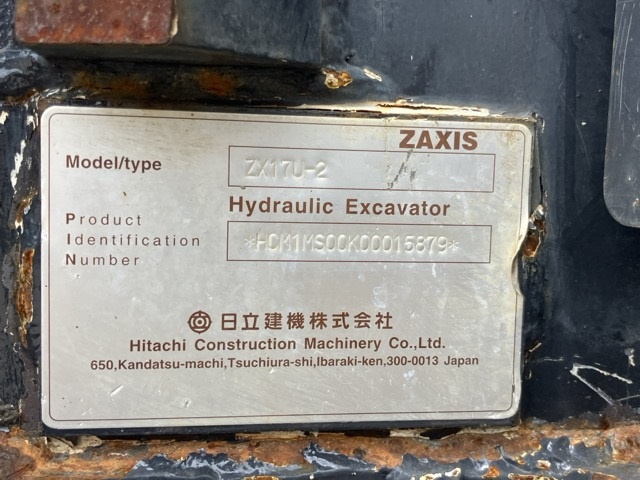 ZAXIS
Model/type ZX17U-2
Hydraulic Excavator
Product
Identification *HCM1MS00K00015879*
Number
日立建機株式会社
Hitachi Construction Machinery Co.,Ltd.
650,Kandatsu-machi,Tsuchiura-shi,Ibaraki-ken,300-0013 Japan